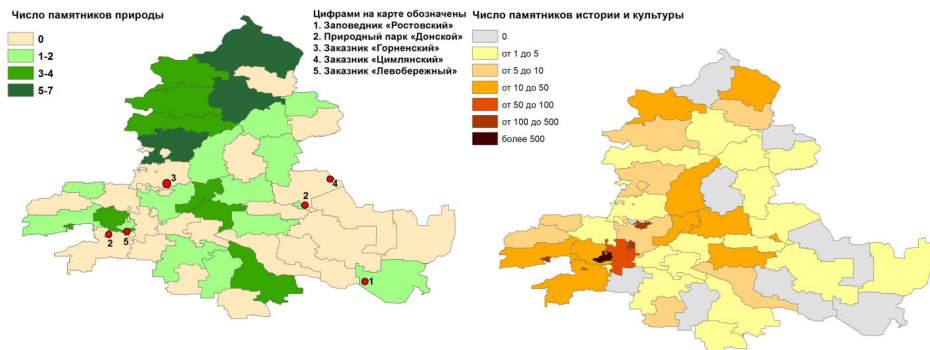 Число памятников природы
0
1-2
3-4
5-7
Цифрами на карте обозначены
1. Заповедник «Ростовский»
2. Природный парк «Донской»
3. Заказник «Горненский»
4. Заказник «Цимлянский»
5. Заказник «Левобережный»
3
4
2
2
5
1
Число памятников истории и культуры
0
от 1 до 5
от 5 до 10
от 10 до 50
от 50 до 100
от 100 до 500
более 500